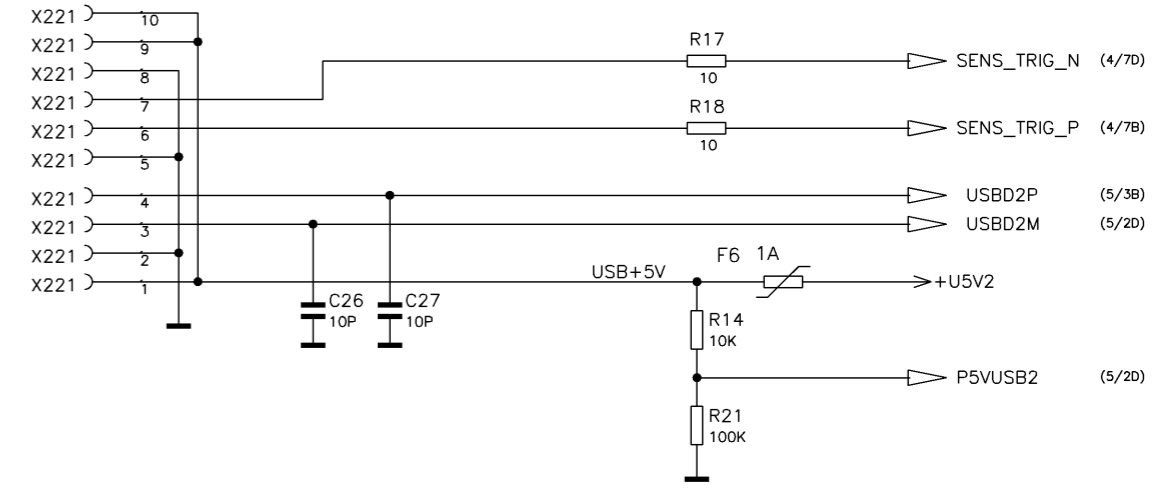 X221 10
X221 9
X221 8
X221 7
X221 6
X221 5
X221 4
X221 3
X221 2
X221 1
R17
10
SENS_TRIG_N (4/7D)
R18
10
SENS_TRIG_P (4/7B)
USBD2P (5/3B)
USBD2M (5/2D)
USB+5V
F6 1A
+U5V2
C26
10P
C27
10P
R14
10K
P5VUSB2 (5/2D)
R21
100K